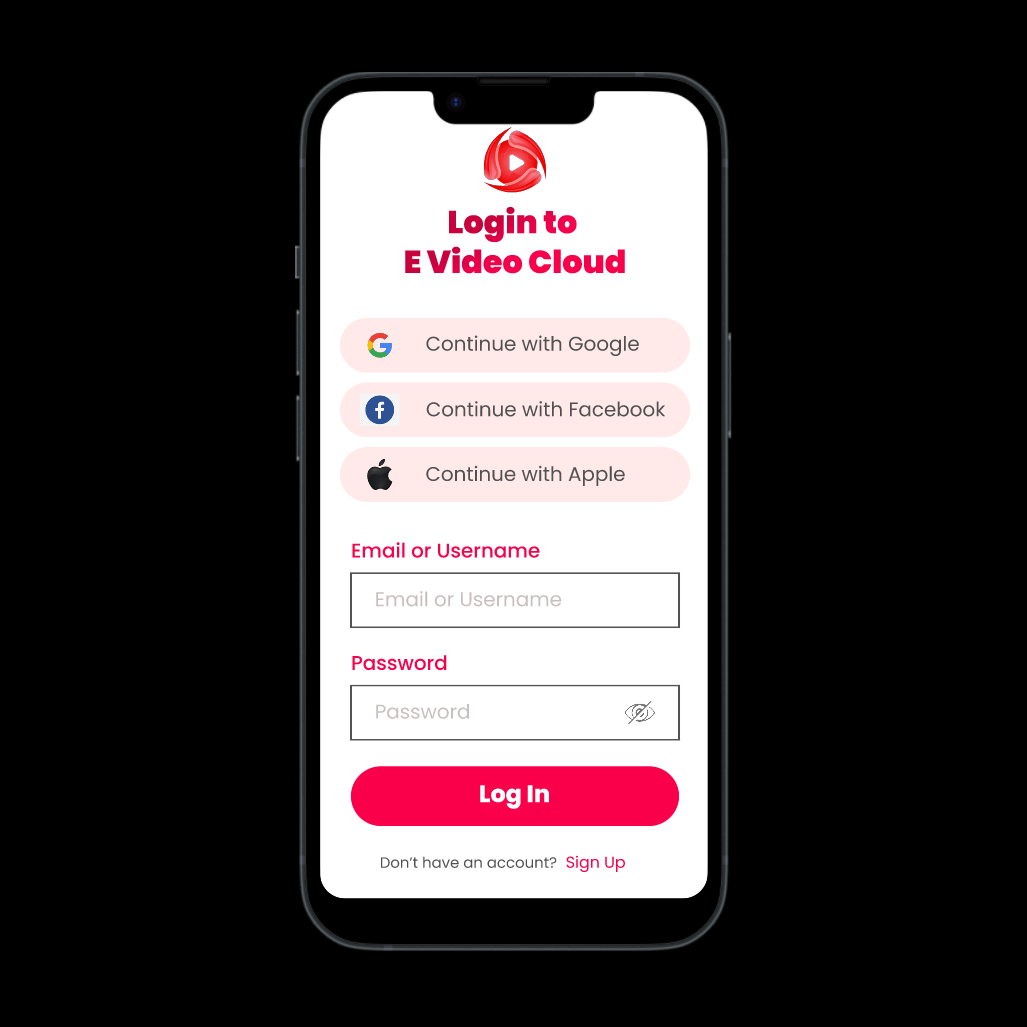 Login to
E Video Cloud
Continue with Google
Continue with Facebook
Continue with Apple
Email or Username
Email or Username
Password
Password
Log In
Don’t have an account? Sign Up